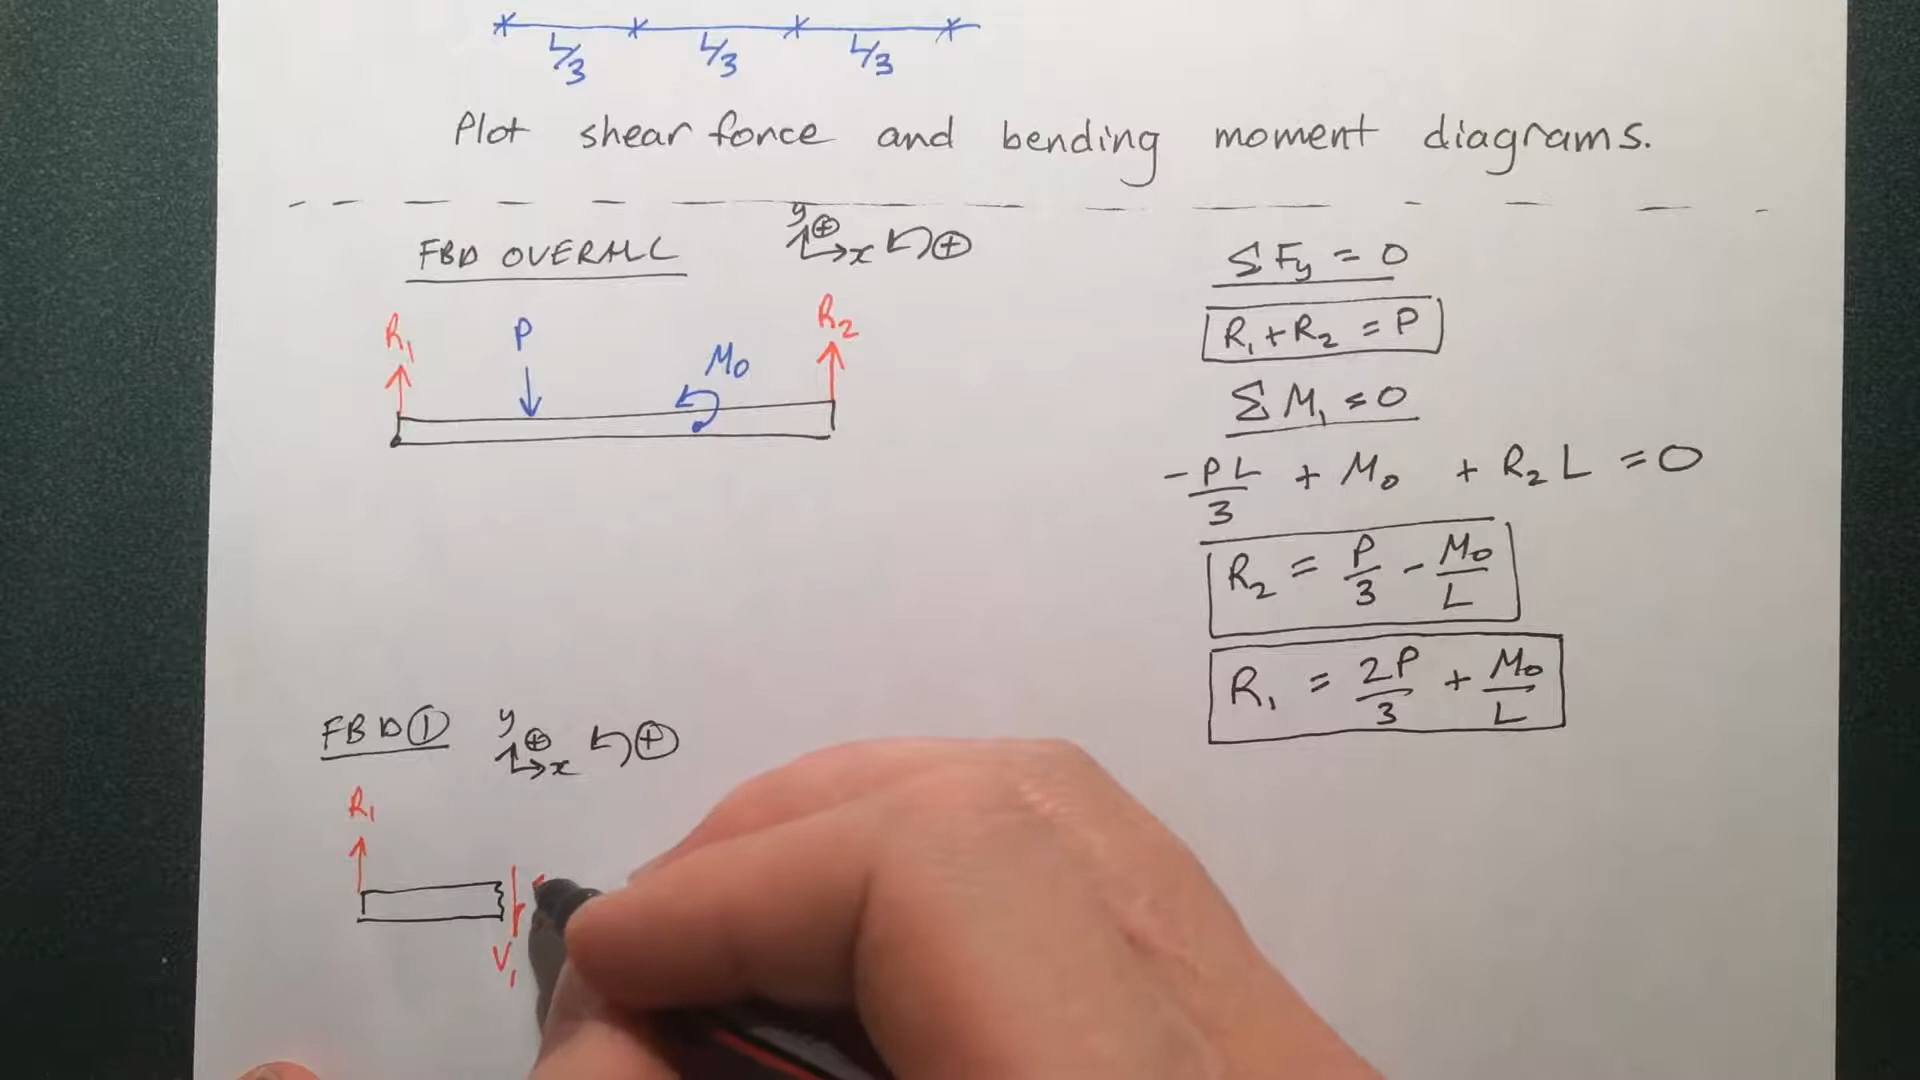 L/3 L/3 L/3
Plot shear force and bending moment diagrams.
FBD OVERALL y ⊕ x ⊕
R₁ P M₀ R₂
ΣFy = 0
R₁ + R₂ = P
ΣM₁ = 0
-PL/3 + M₀ + R₂L = 0
R₂ = P/3 - M₀/L
R₁ = 2P/3 + M₀/L
FBD ① y ⊕ x ⊕
R₁
V₁